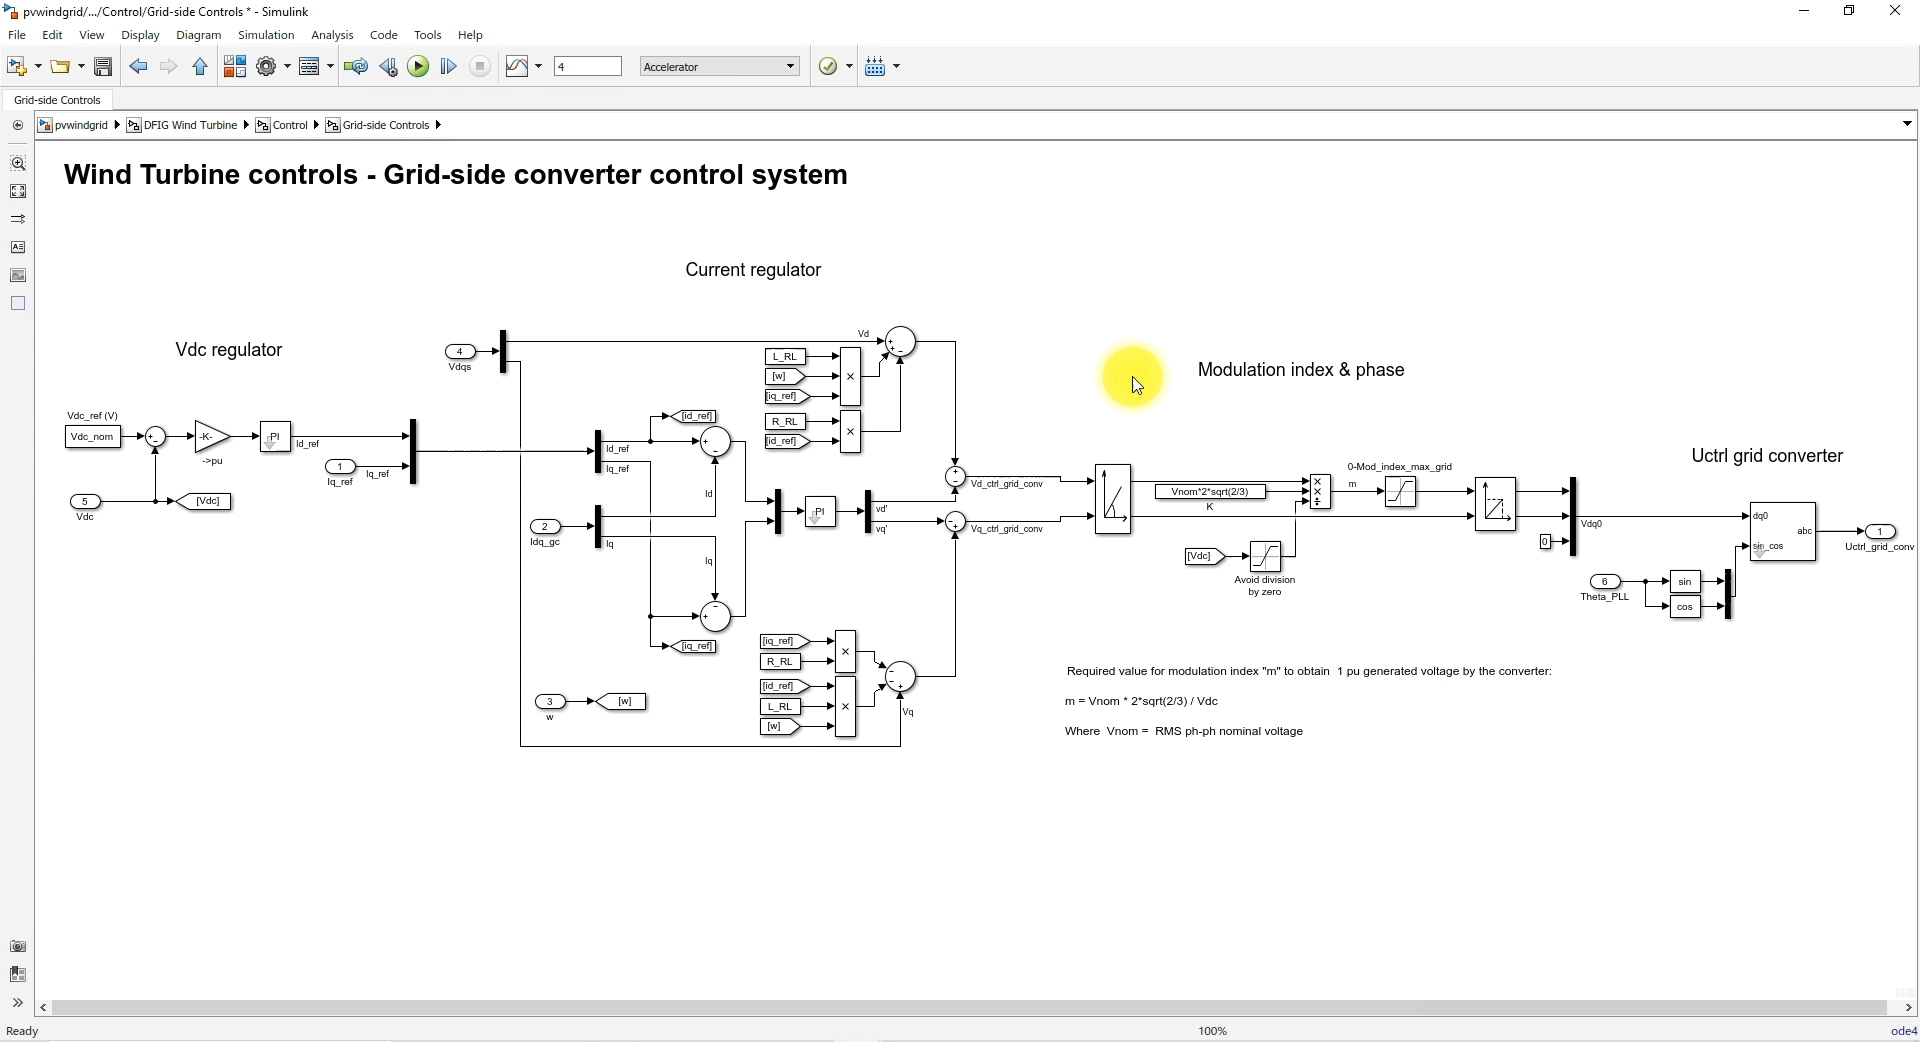 pvwindgrid/.../Control/Grid-side Controls * - Simulink
File Edit View Display Diagram Simulation Analysis Code Tools Help
4
Accelerator
Grid-side Controls
pvwindgrid DFIG Wind Turbine Control Grid-side Controls
Wind Turbine controls - Grid-side converter control system
Current regulator
Vdc regulator
Modulation index & phase
Uctrl grid converter
Vdc_ref (V)
Vdc_nom
-K-
->pu
PI
Id_ref
1
Iq_ref
Iq_ref
5
Vdc
[Vdc]
4
Vdqs
Vd
L_RL
[w]
[iq_ref]
×
R_RL
[id_ref]
×
[id_ref]
Id_ref
Iq_ref
Id
2
Idq_gc
Iq
Iq
PI
vd'
vq'
Vd_ctrl_grid_conv
Vq_ctrl_grid_conv
[iq_ref]
3
w
[w]
[iq_ref]
R_RL
×
[id_ref]
L_RL
[w]
×
Vq
Vnom*2*sqrt(2/3)
K
×
×
÷
[Vdc]
Avoid division
by zero
0-Mod_index_max_grid
m
0
Vdq0
dq0
abc
sin_cos
1
Uctrl_grid_conv
6
Theta_PLL
sin
cos
Required value for modulation index "m" to obtain 1 pu generated voltage by the converter:
m = Vnom * 2*sqrt(2/3) / Vdc
Where Vnom = RMS ph-ph nominal voltage
Ready
100%
ode4